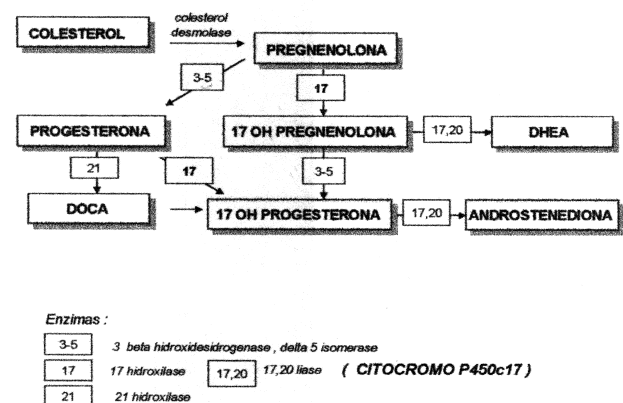 colesterol
desmolase
COLESTEROL
PREGNENOLONA
3-5
17
PROGESTERONA
17 OH PREGNENOLONA
17,20
DHEA
21
17
3-5
DOCA
17 OH PROGESTERONA
17,20
ANDROSTENEDIONA
Enzimas :
3-5 3 beta hidroxidesidrogenase , delta 5 isomerase
17 17 hidroxilase 17,20 17,20 liase ( CITOCROMO P450c17 )
21 21 hidroxilase